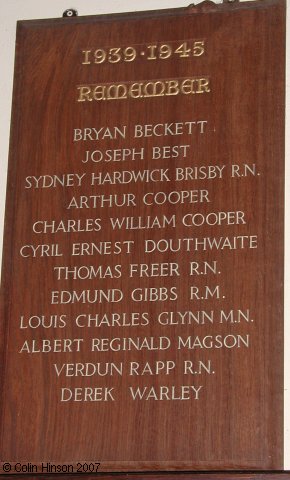 1939·1945
REMEMBER
BRYAN BECKETT
JOSEPH BEST
SYDNEY HARDWICK BRISBY R.N.
ARTHUR COOPER
CHARLES WILLIAM COOPER
CYRIL ERNEST DOUTHWAITE
THOMAS FREER R.N.
EDMUND GIBBS R.M.
LOUIS CHARLES GLYNN M.N.
ALBERT REGINALD MAGSON
VERDUN RAPP R.N.
DEREK WARLEY
©Colin Hinson 2007